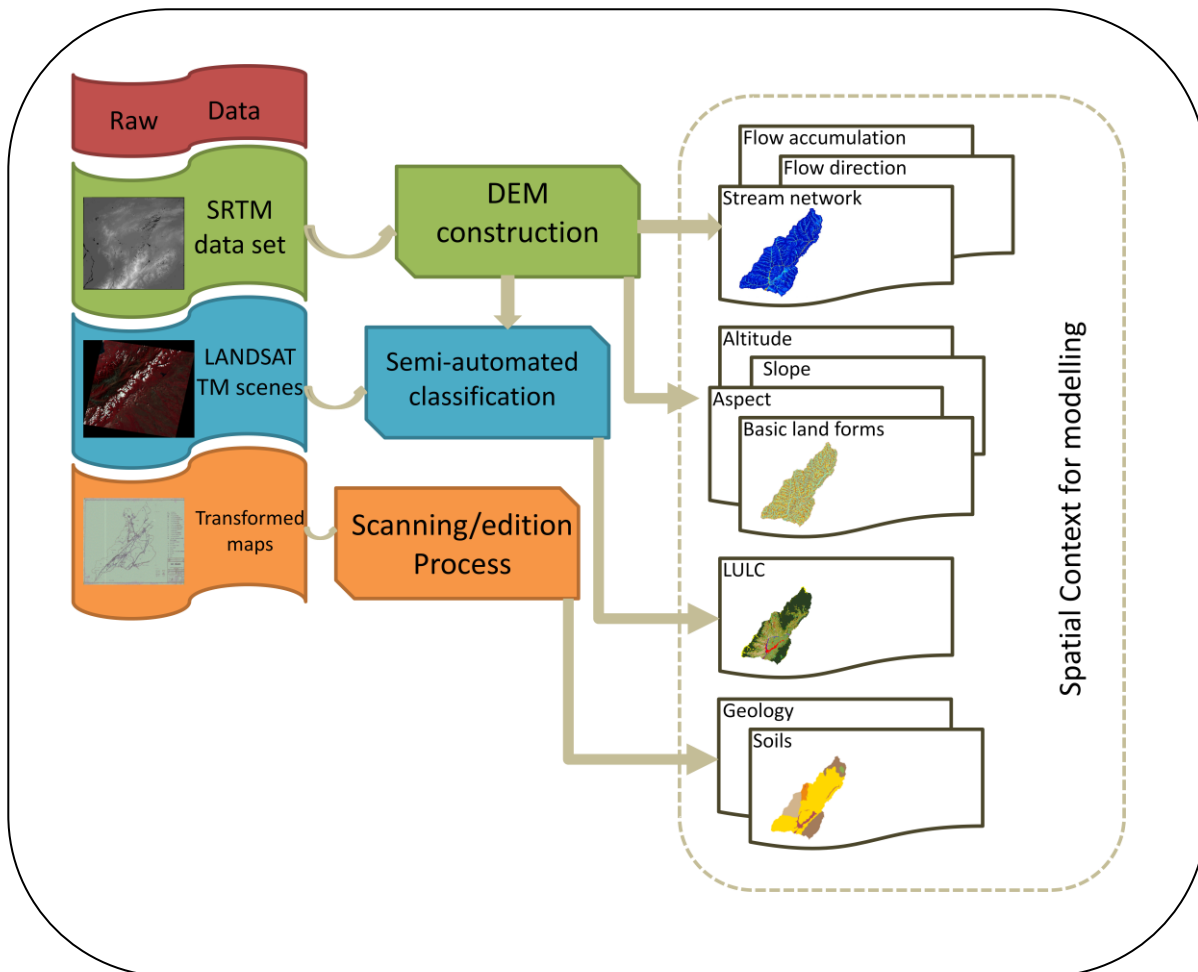 Raw Data
SRTM
data set
LANDSAT
TM scenes
Transformed
maps
DEM
construction
Semi-automated
classification
Scanning/edition
Process
Flow accumulation
Flow direction
Stream network
Altitude
Slope
Aspect
Basic land forms
LULC
Geology
Soils
Spatial Context for modelling